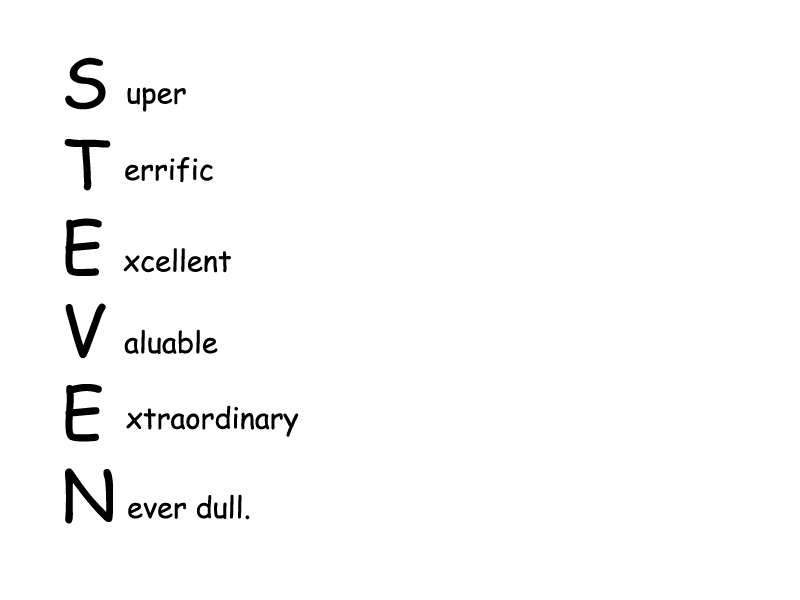 Super
Terrific
Excellent
Valuable
Extraordinary
Never dull.